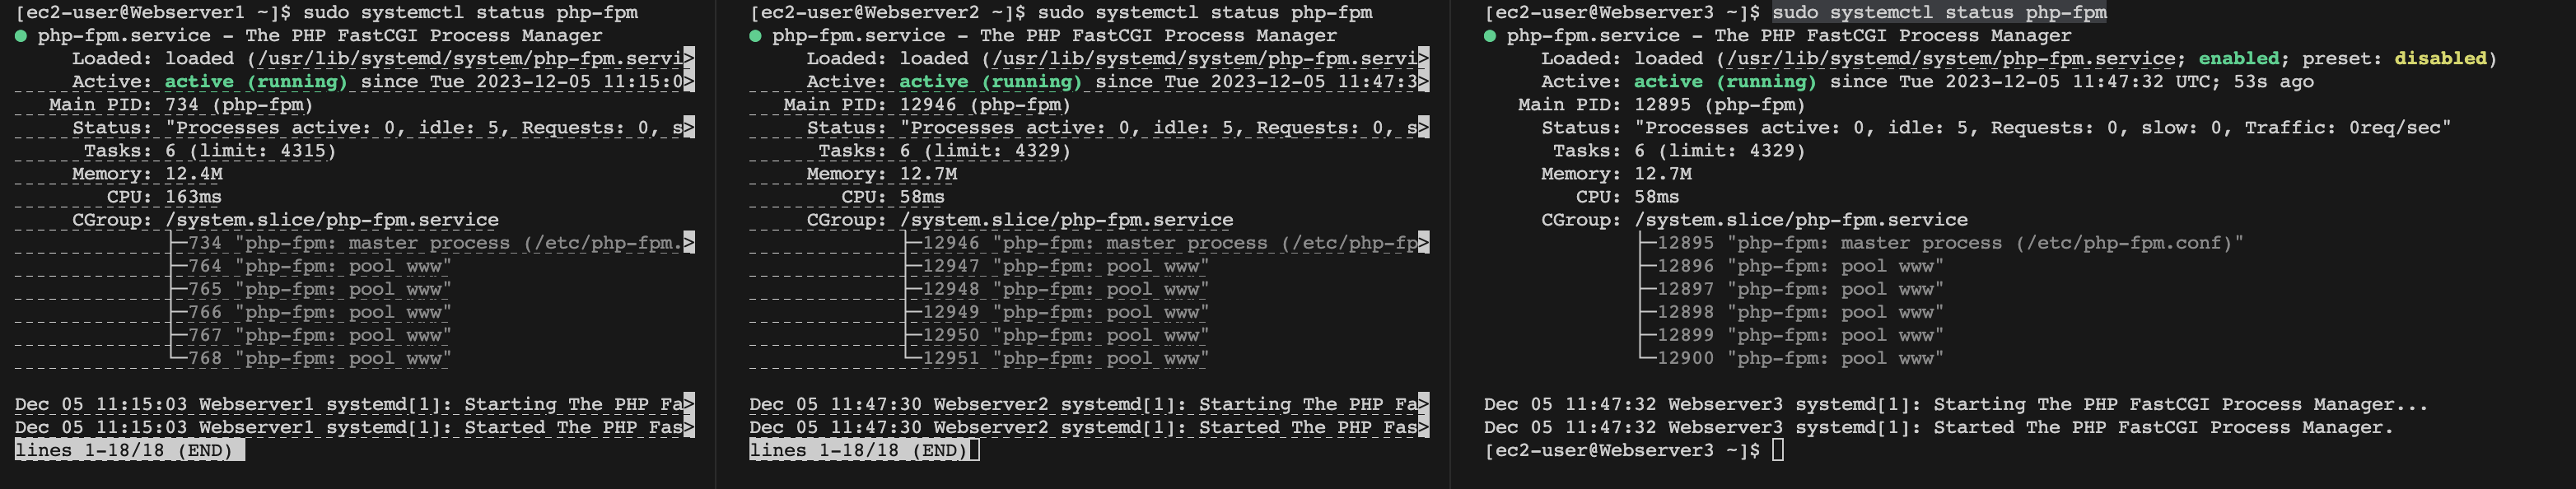 [ec2-user@Webserver1 ~]$ sudo systemctl status php-fpm
● php-fpm.service - The PHP FastCGI Process Manager
Loaded: loaded (/usr/lib/systemd/system/php-fpm.servi>
Active: active (running) since Tue 2023-12-05 11:15:0>
Main PID: 734 (php-fpm)
Status: "Processes active: 0, idle: 5, Requests: 0, s>
Tasks: 6 (limit: 4315)
Memory: 12.4M
CPU: 163ms
CGroup: /system.slice/php-fpm.service
├─734 "php-fpm: master process (/etc/php-fpm.>
├─764 "php-fpm: pool www"
├─765 "php-fpm: pool www"
├─766 "php-fpm: pool www"
├─767 "php-fpm: pool www"
└─768 "php-fpm: pool www"
Dec 05 11:15:03 Webserver1 systemd[1]: Starting The PHP Fa>
Dec 05 11:15:03 Webserver1 systemd[1]: Started The PHP Fas>
lines 1-18/18 (END)
[ec2-user@Webserver2 ~]$ sudo systemctl status php-fpm
● php-fpm.service - The PHP FastCGI Process Manager
Loaded: loaded (/usr/lib/systemd/system/php-fpm.servi>
Active: active (running) since Tue 2023-12-05 11:47:3>
Main PID: 12946 (php-fpm)
Status: "Processes active: 0, idle: 5, Requests: 0, s>
Tasks: 6 (limit: 4329)
Memory: 12.7M
CPU: 58ms
CGroup: /system.slice/php-fpm.service
├─12946 "php-fpm: master process (/etc/php-fp>
├─12947 "php-fpm: pool www"
├─12948 "php-fpm: pool www"
├─12949 "php-fpm: pool www"
├─12950 "php-fpm: pool www"
└─12951 "php-fpm: pool www"
Dec 05 11:47:30 Webserver2 systemd[1]: Starting The PHP Fa>
Dec 05 11:47:30 Webserver2 systemd[1]: Started The PHP Fas>
lines 1-18/18 (END)
[ec2-user@Webserver3 ~]$ sudo systemctl status php-fpm
● php-fpm.service - The PHP FastCGI Process Manager
Loaded: loaded (/usr/lib/systemd/system/php-fpm.service; enabled; preset: disabled)
Active: active (running) since Tue 2023-12-05 11:47:32 UTC; 53s ago
Main PID: 12895 (php-fpm)
Status: "Processes active: 0, idle: 5, Requests: 0, slow: 0, Traffic: 0req/sec"
Tasks: 6 (limit: 4329)
Memory: 12.7M
CPU: 58ms
CGroup: /system.slice/php-fpm.service
├─12895 "php-fpm: master process (/etc/php-fpm.conf)"
├─12896 "php-fpm: pool www"
├─12897 "php-fpm: pool www"
├─12898 "php-fpm: pool www"
├─12899 "php-fpm: pool www"
└─12900 "php-fpm: pool www"
Dec 05 11:47:32 Webserver3 systemd[1]: Starting The PHP FastCGI Process Manager...
Dec 05 11:47:32 Webserver3 systemd[1]: Started The PHP FastCGI Process Manager.
[ec2-user@Webserver3 ~]$